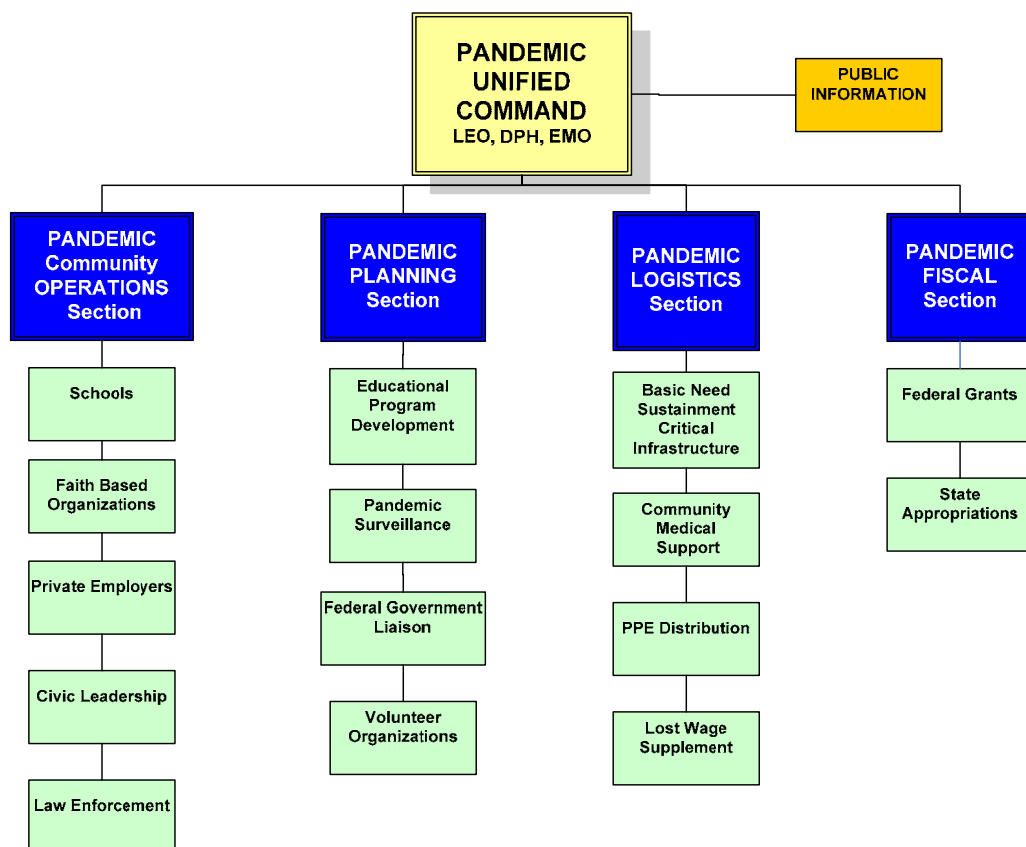 PANDEMIC
UNIFIED
COMMAND
LEO, DPH, EMO
PUBLIC
INFORMATION
PANDEMIC
Community
OPERATIONS
Section
PANDEMIC
PLANNING
Section
PANDEMIC
LOGISTICS
Section
PANDEMIC
FISCAL
Section
Schools
Faith Based
Organizations
Private Employers
Civic Leadership
Law Enforcement
Educational
Program
Development
Pandemic
Surveillance
Federal Government
Liaison
Volunteer
Organizations
Basic Need
Sustainment
Critical
Infrastructure
Community
Medical
Support
PPE Distribution
Lost Wage
Supplement
Federal Grants
State
Appropriations